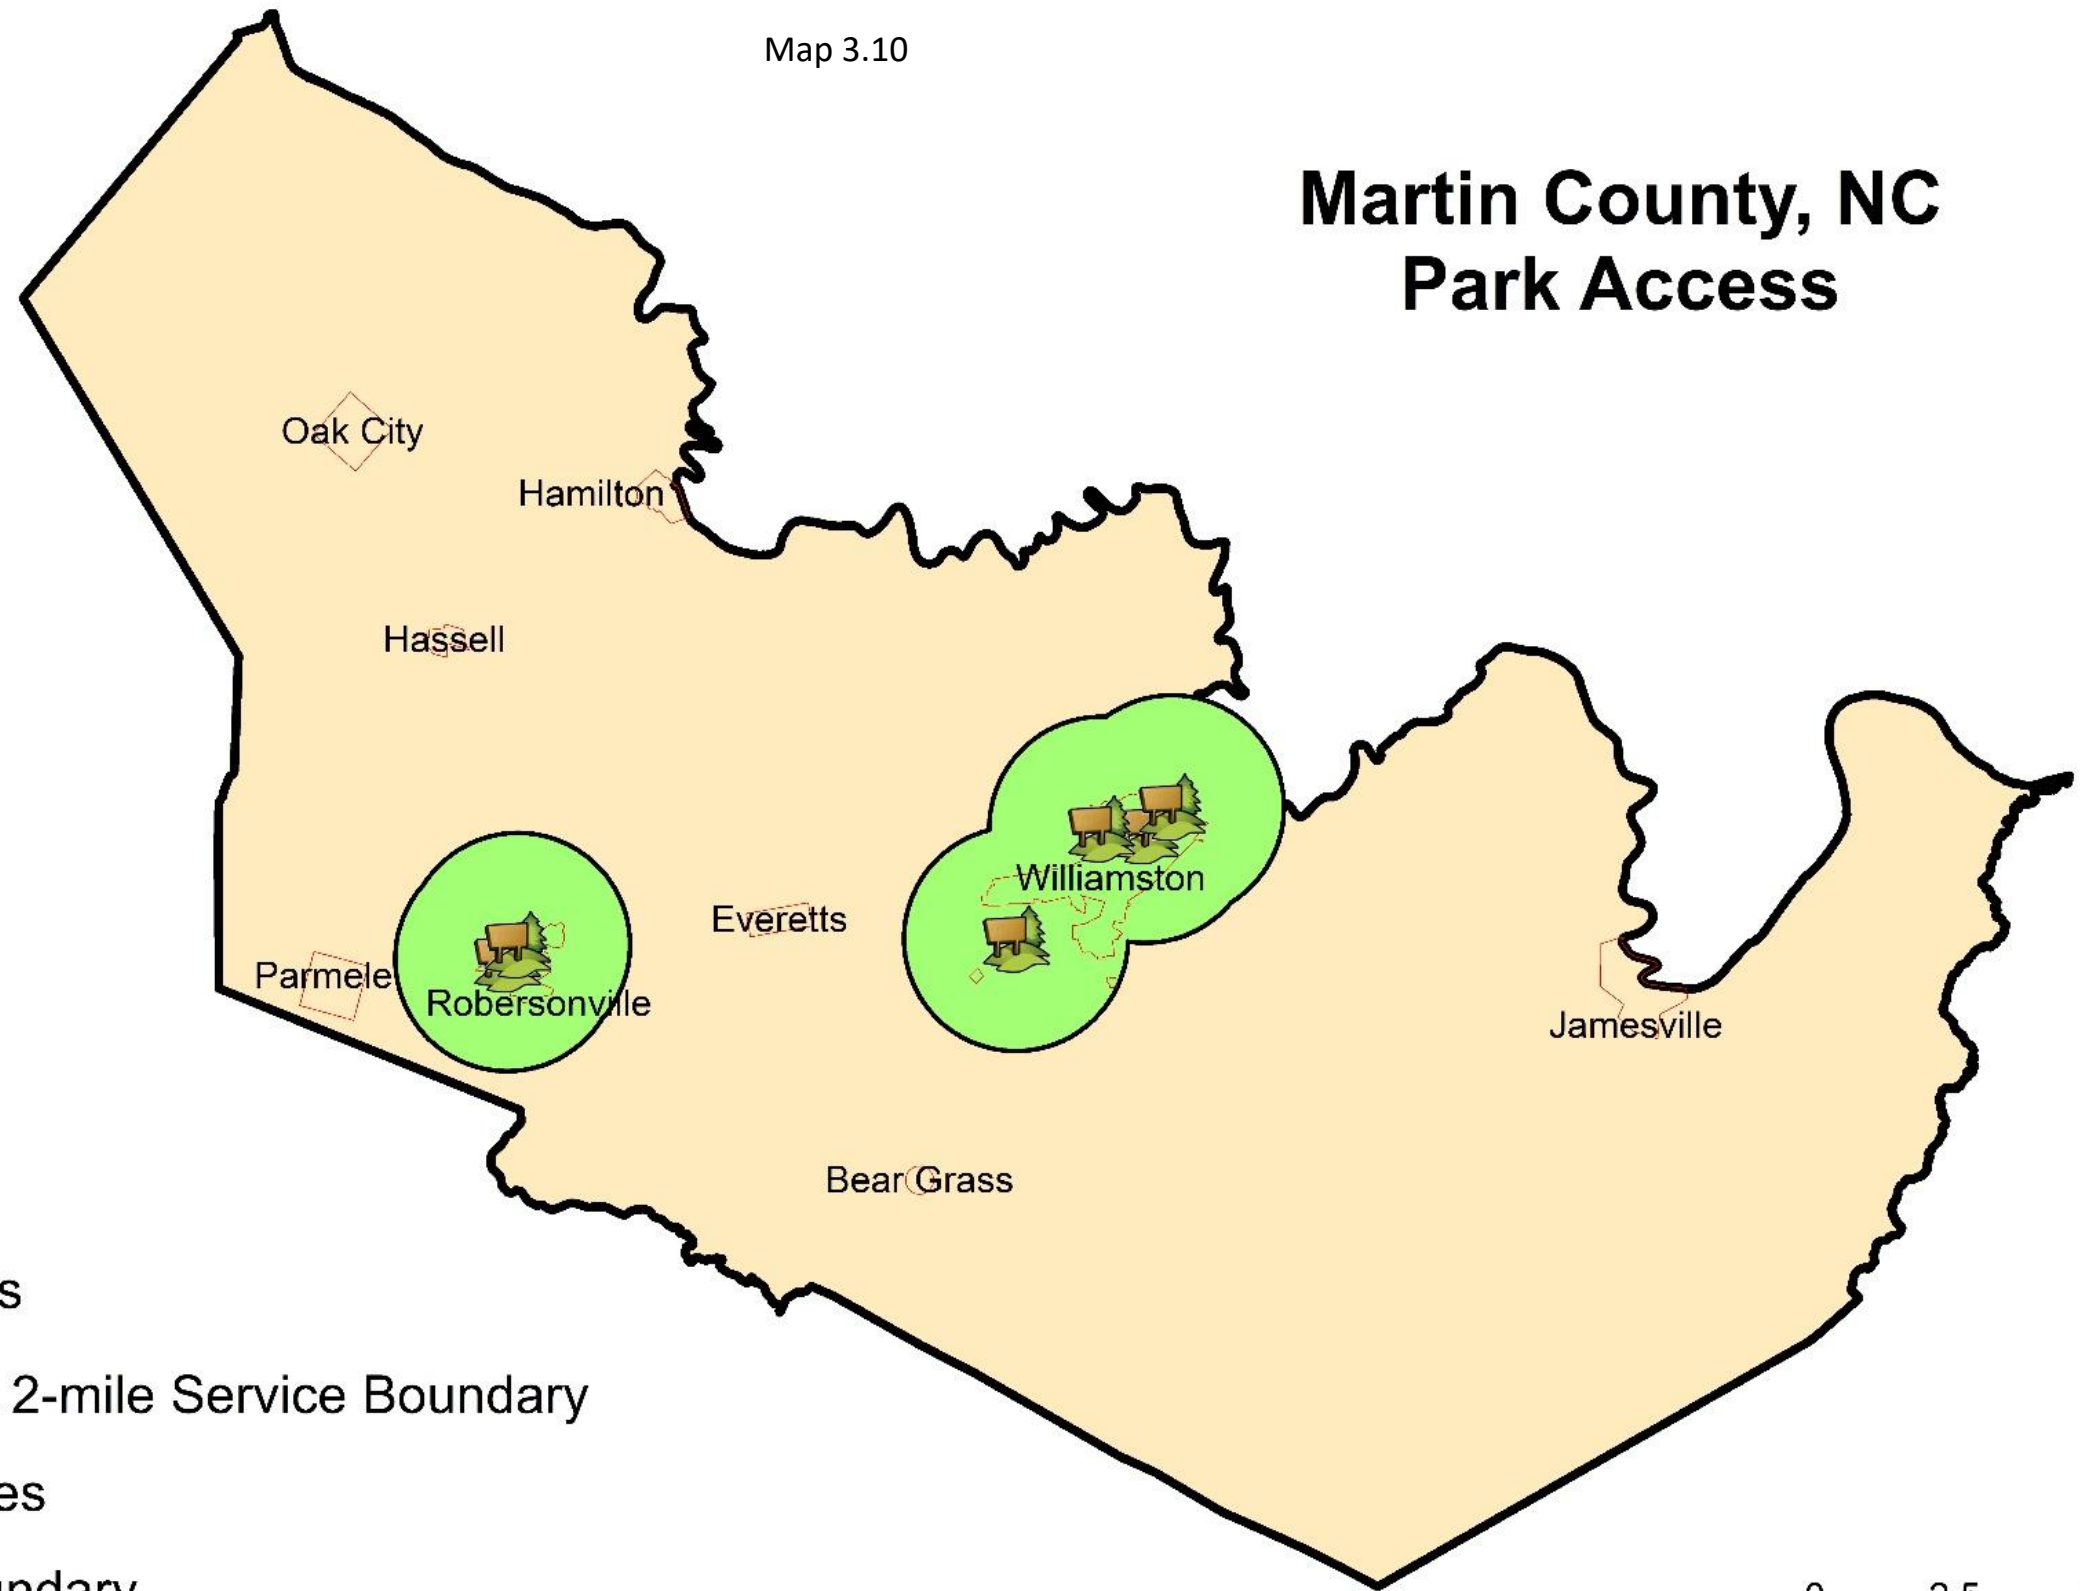 Map 3.10
Martin County, NC
Park Access
Oak City
Hamilton
Hassell
Williamston
Everetts
Parmele
Robersonville
Jamesville
Bear Grass
s
2-mile Service Boundary
es